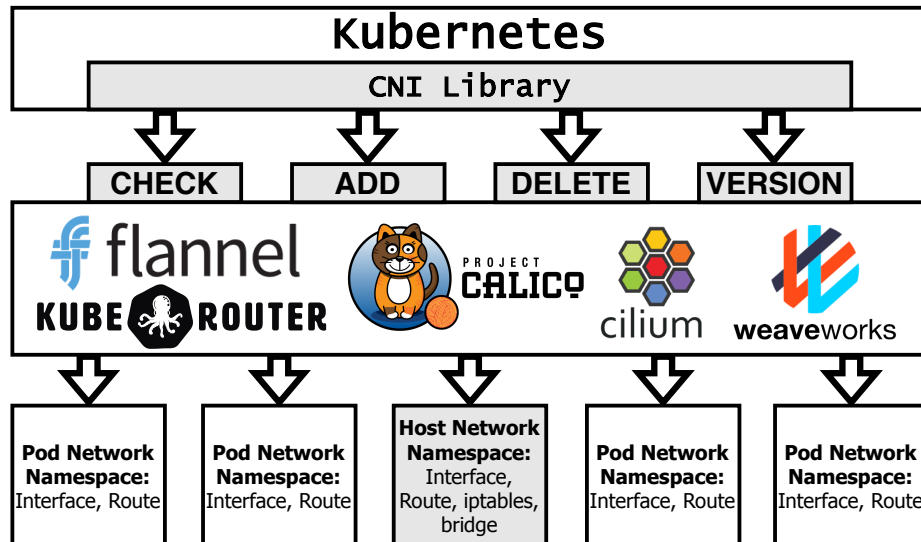 Kubernetes
CNI Library
CHECK
ADD
DELETE
VERSION
flannel
KUBE ROUTER
PROJECT
CALICO
cilium
weaveworks
Pod Network
Namespace:
Interface, Route
Pod Network
Namespace:
Interface, Route
Host Network
Namespace:
Interface,
Route, iptables,
bridge
Pod Network
Namespace:
Interface, Route
Pod Network
Namespace:
Interface, Route